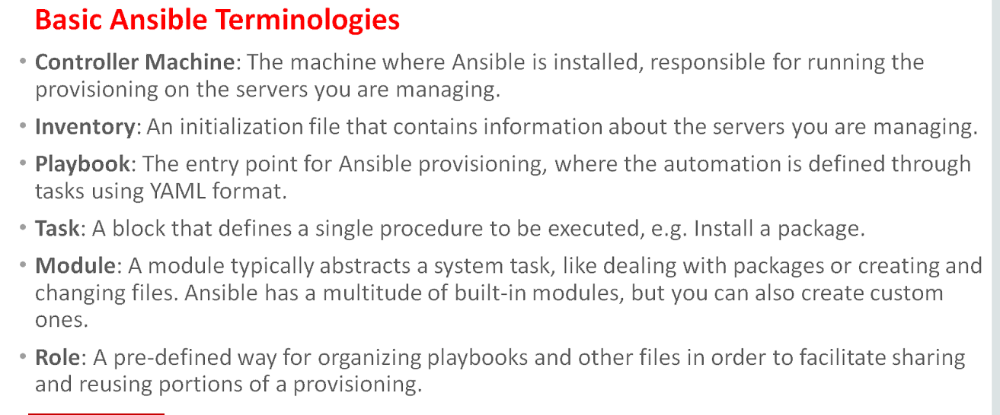 Basic Ansible Terminologies
• Controller Machine: The machine where Ansible is installed, responsible for running the
provisioning on the servers you are managing.
• Inventory: An initialization file that contains information about the servers you are managing.
• Playbook: The entry point for Ansible provisioning, where the automation is defined through
tasks using YAML format.
• Task: A block that defines a single procedure to be executed, e.g. Install a package.
• Module: A module typically abstracts a system task, like dealing with packages or creating and
changing files. Ansible has a multitude of built-in modules, but you can also create custom
ones.
• Role: A pre-defined way for organizing playbooks and other files in order to facilitate sharing
and reusing portions of a provisioning.